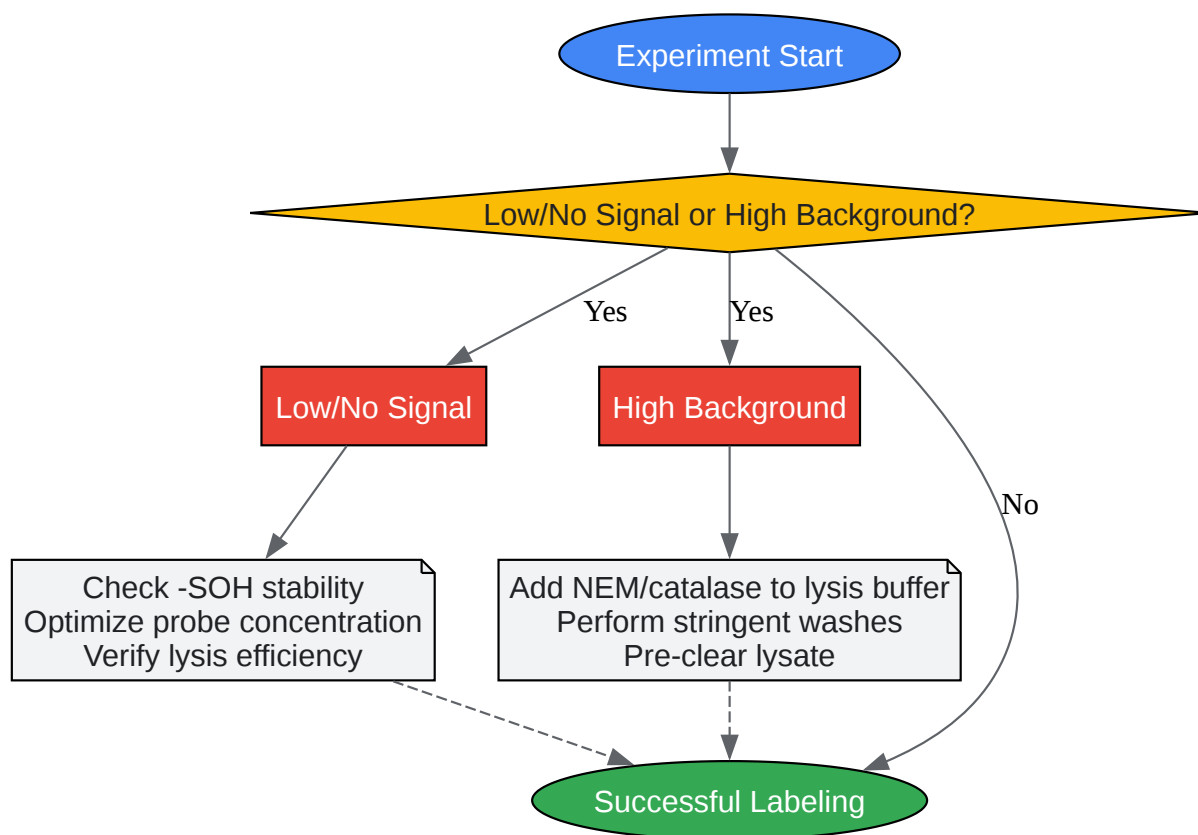 Experiment Start
Low/No Signal or High Background?
Yes
Yes
Low/No Signal
High Background
No
Check -SOH stability
Optimize probe concentration
Verify lysis efficiency
Add NEM/catalase to lysis buffer
Perform stringent washes
Pre-clear lysate
Successful Labeling